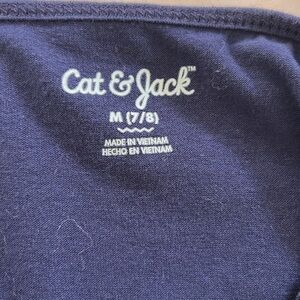 Cat & Jack™
M (7/8)
MADE IN VIETNAM
HECHO EN VIETNAM